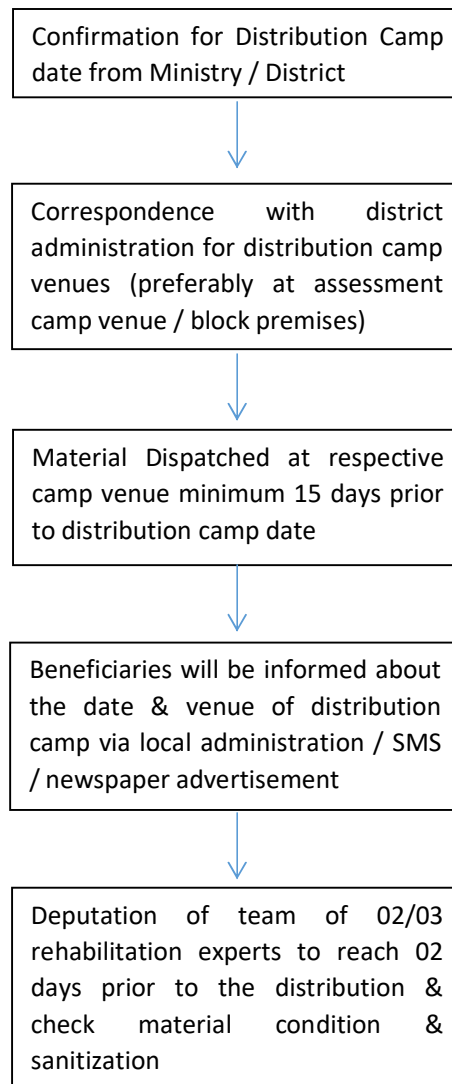 Confirmation for Distribution Camp
date from Ministry / District
Correspondence with district
administration for distribution camp
venues (preferably at assessment
camp venue / block premises)
Material Dispatched at respective
camp venue minimum 15 days prior
to distribution camp date
Beneficiaries will be informed about
the date & venue of distribution
camp via local administration / SMS
/ newspaper advertisement
Deputation of team of 02/03
rehabilitation experts to reach 02
days prior to the distribution &
check material condition &
sanitization